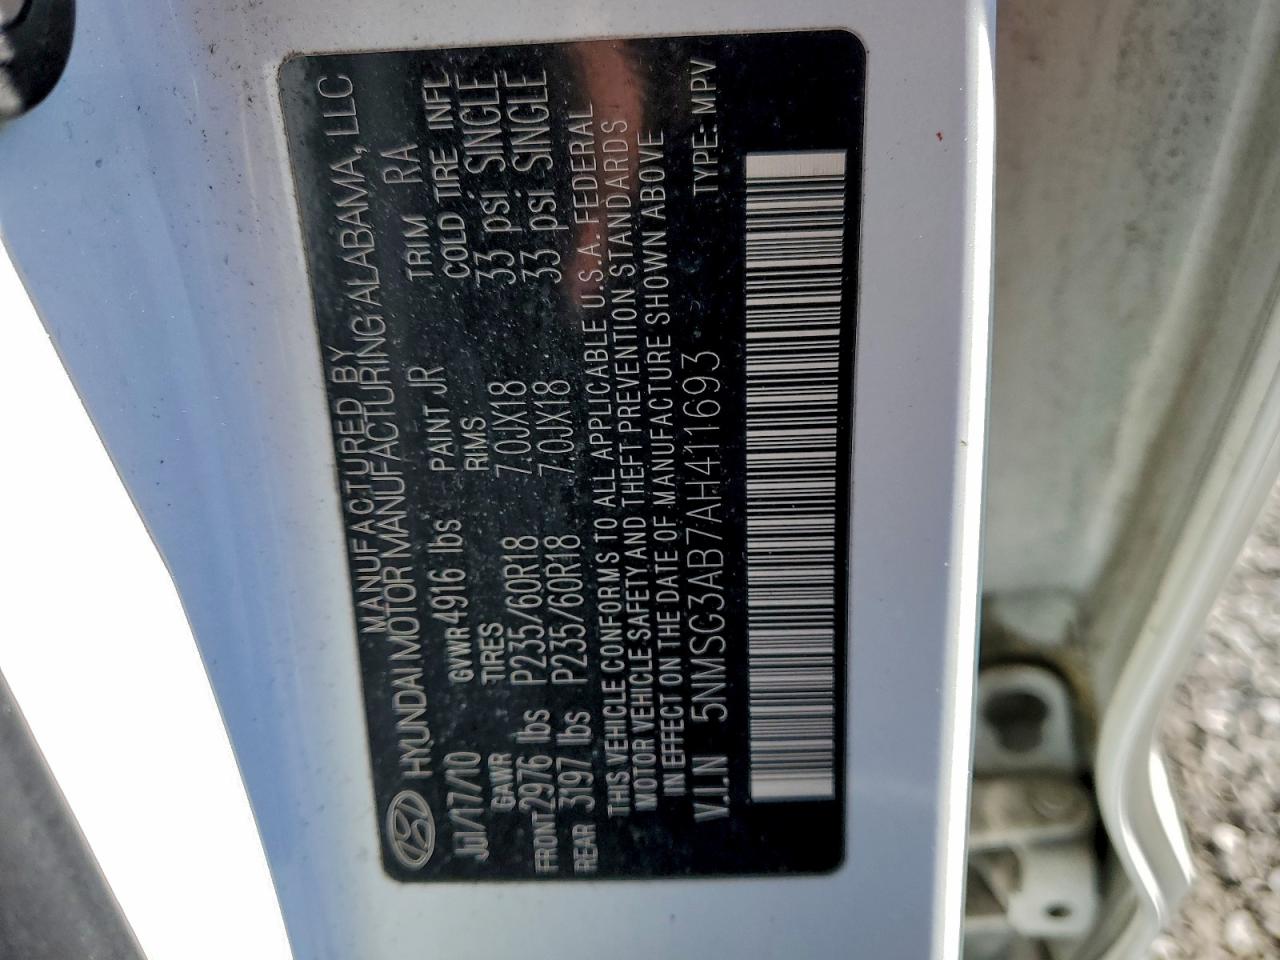 MANUFACTURED BY
HYUNDAI MOTOR MANUFACTURING ALABAMA, LLC
Jul/17/10 GVWR 4916 lbs PAINT JR TRIM RA
GAWR TIRES RIMS COLD TIRE INFL
FRONT 2976 lbs P235/60R18 7.0JX18 33 psi SINGLE
REAR 3197 lbs P235/60R18 7.0JX18 33 psi SINGLE
THIS VEHICLE CONFORMS TO ALL APPLICABLE U.S.A. FEDERAL
MOTOR VEHICLE SAFETY AND THEFT PREVENTION STANDARDS
IN EFFECT ON THE DATE OF MANUFACTURE SHOWN ABOVE
V.I.N 5NMSG3AB7AH411693 TYPE: MPV